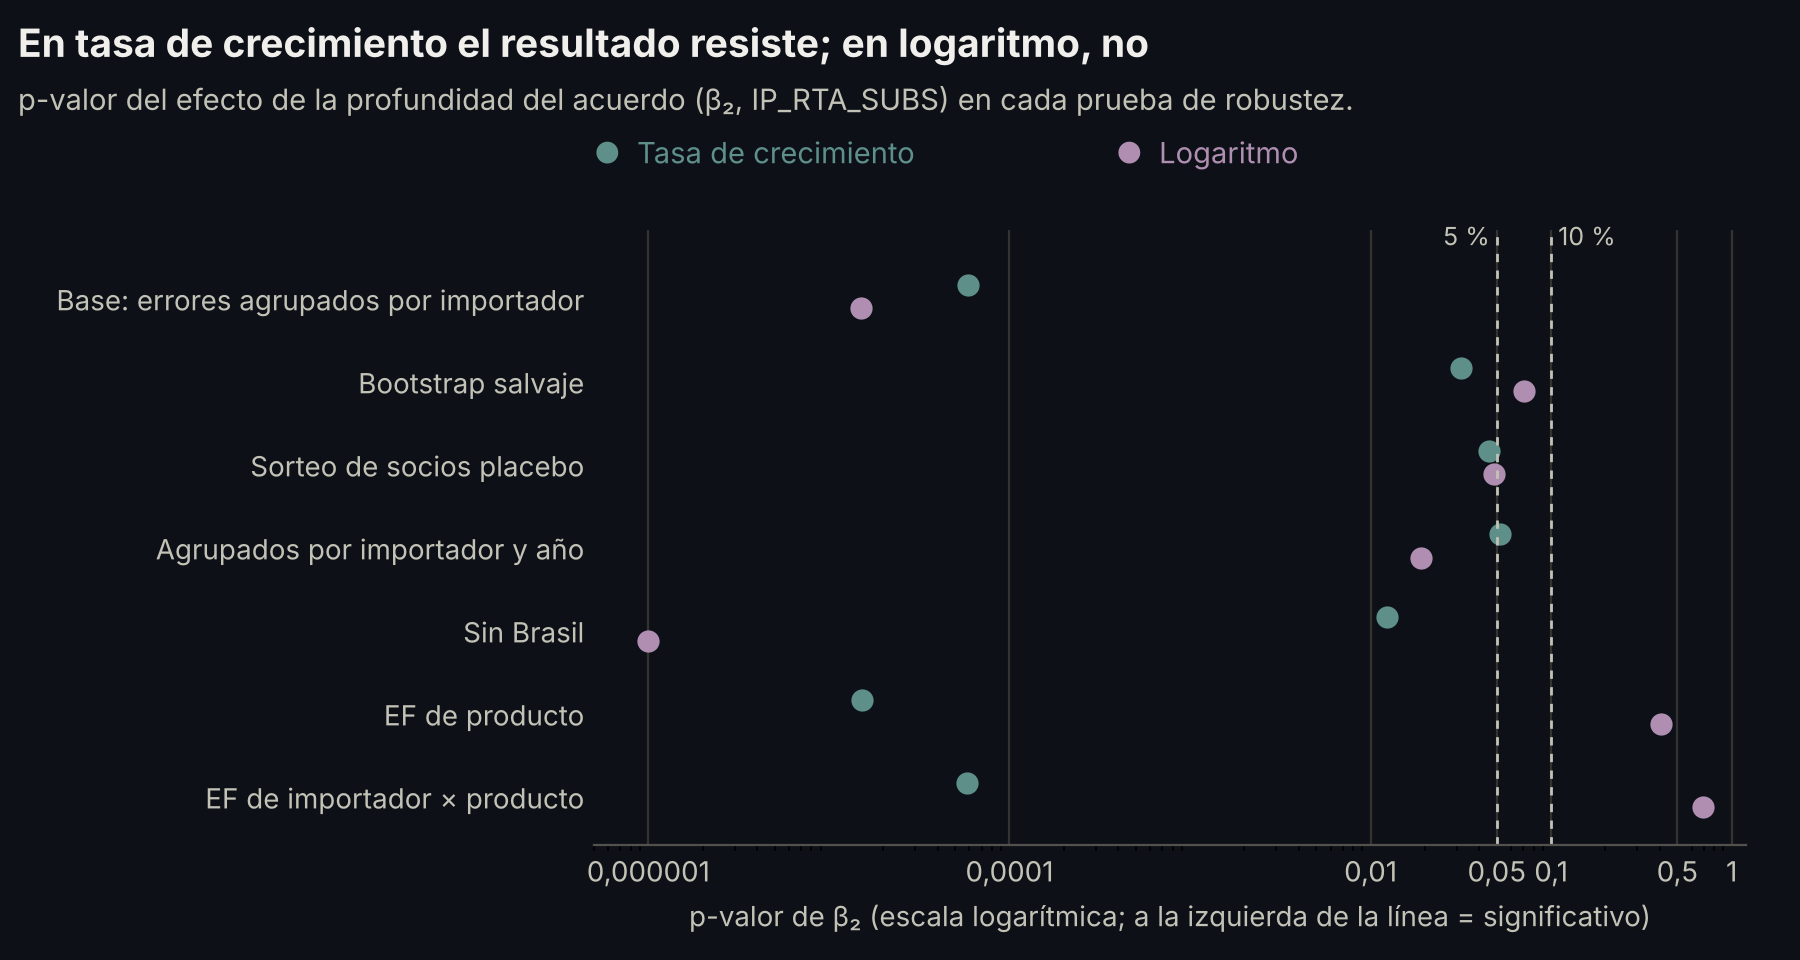 En tasa de crecimiento el resultado resiste; en logaritmo, no
p-valor del efecto de la profundidad del acuerdo (β₂, IP_RTA_SUBS) en cada prueba de robustez.
Tasa de crecimiento
Logaritmo
5 %
10 %
Base: errores agrupados por importador
Bootstrap salvaje
Sorteo de socios placebo
Agrupados por importador y año
Sin Brasil
EF de producto
EF de importador × producto
0,000001
0,0001
0,01
0,05
0,1
0,5
1
p-valor de β₂ (escala logarítmica; a la izquierda de la línea = significativo)